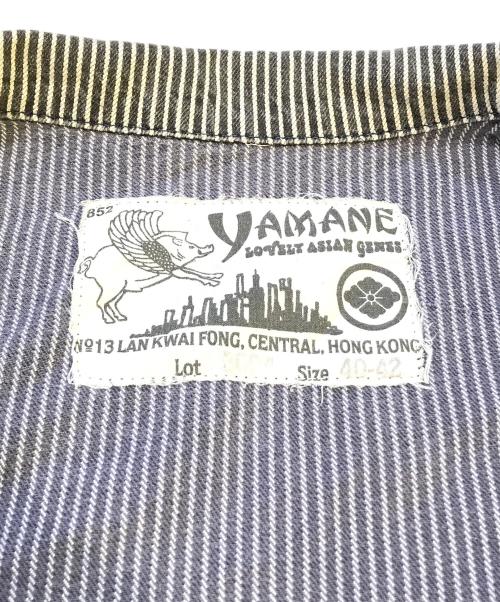 852
YAMANE
LOVELY ASIAN GENES
Nº13 LAN KWAI FONG, CENTRAL, HONG KONG
Lot
Size 40-42